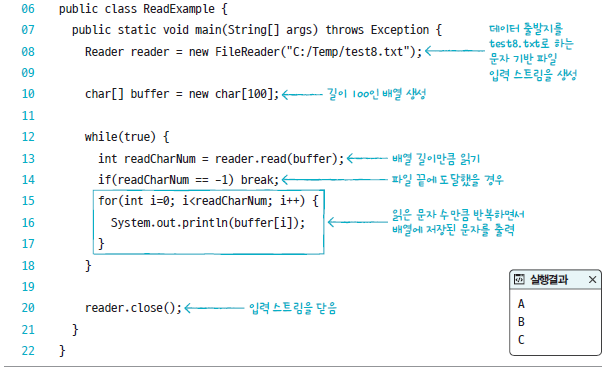 06 public class ReadExample {
07 public static void main(String[] args) throws Exception {
08 Reader reader = new FileReader("C:/Temp/test8.txt");
데이터 출발지를
test8.txt로 하는
문자 기반 파일
입력 스트림을 생성
09
10 char[] buffer = new char[100]; 길이 100인 배열 생성
11
12 while(true) {
13 int readCharNum = reader.read(buffer); 배열 길이만큼 읽기
14 if(readCharNum == -1) break; 파일 끝에 도달했을 경우
15 for(int i=0; i<readCharNum; i++) {
16 System.out.println(buffer[i]);
17 }
읽은 문자 수만큼 반복하면서
배열에 저장된 문자를 출력
18 }
19
20 reader.close(); 입력 스트림을 닫음
21 }
22 }
실행결과
A
B
C